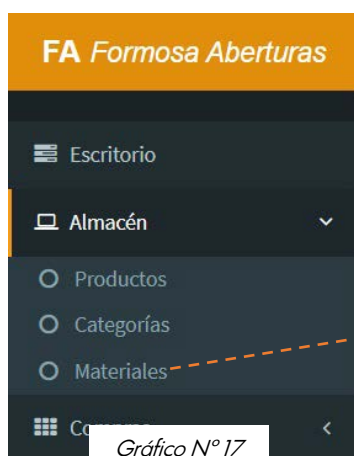 FA Formosa Aberturas
Escritorio
Almacén
Productos
Categorías
Materiales
Gráfico N° 17